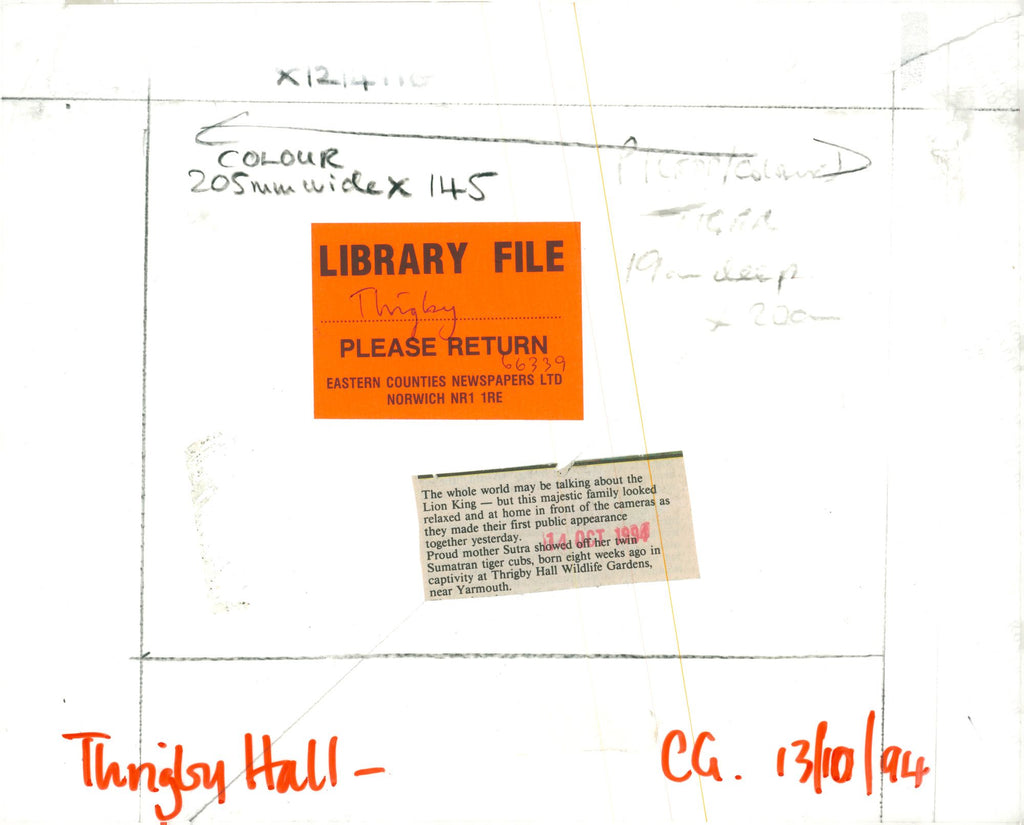 x1214
COLOUR
205mm wide x 145
TIGER
19cm deep
x 20cm
LIBRARY FILE
Thrigby
PLEASE RETURN
66339
EASTERN COUNTIES NEWSPAPERS LTD
NORWICH NR1 1RE
The whole world may be talking about the
Lion King — but this majestic family looked
relaxed and at home in front of the cameras as
they made their first public appearance
together yesterday.
14 OCT 1994
Proud mother Sutra showed off her twin
Sumatran tiger cubs, born eight weeks ago in
captivity at Thrigby Hall Wildlife Gardens,
near Yarmouth.
Thrigby Hall – CG. 13/10/94